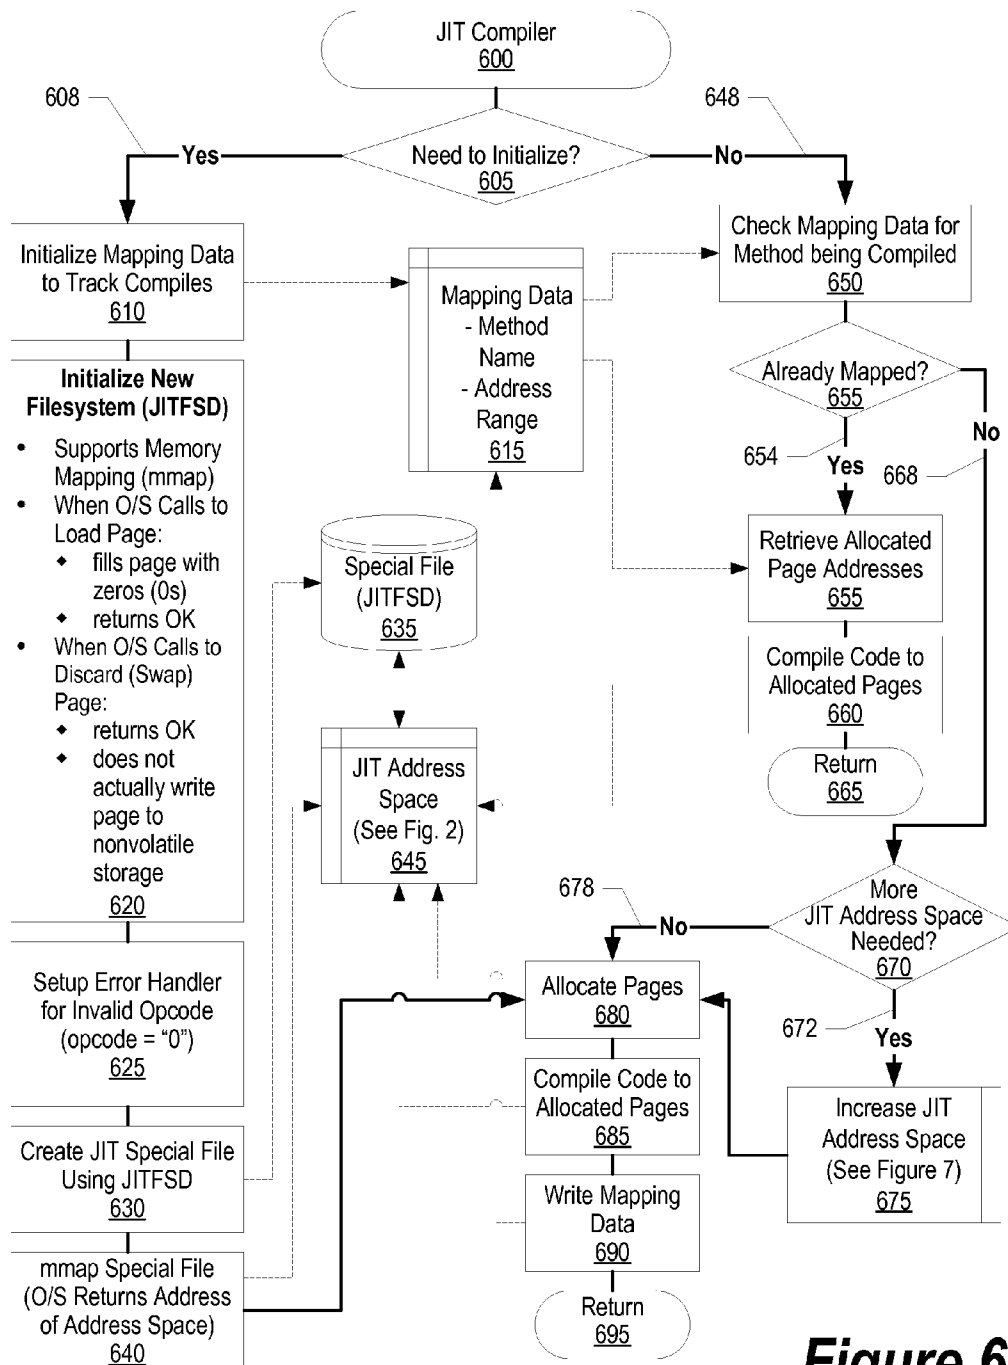 JIT Compiler
600
608
648
Yes
Need to Initialize?
605
No
Initialize Mapping Data
to Track Compiles
610
Mapping Data
- Method
Name
- Address
Range
615
Check Mapping Data for
Method being Compiled
650
Initialize New
Filesystem (JITFSD)
• Supports Memory
Mapping (mmap)
• When O/S Calls to
Load Page:
◆ fills page with
zeros (0s)
◆ returns OK
• When O/S Calls to
Discard (Swap)
Page:
◆ returns OK
◆ does not
actually write
page to
nonvolatile
storage
620
Already Mapped?
655
654
Yes
No
668
Special File
(JITFSD)
635
Retrieve Allocated
Page Addresses
655
Compile Code to
Allocated Pages
660
Return
665
JIT Address
Space
(See Fig. 2)
645
678
No
More
JIT Address Space
Needed?
670
672
Yes
Setup Error Handler
for Invalid Opcode
(opcode = “0”)
625
Allocate Pages
680
Compile Code to
Allocated Pages
685
Increase JIT
Address Space
(See Figure 7)
675
Create JIT Special File
Using JITFSD
630
Write Mapping
Data
690
mmap Special File
(O/S Returns Address
of Address Space)
640
Return
695
Figure 6